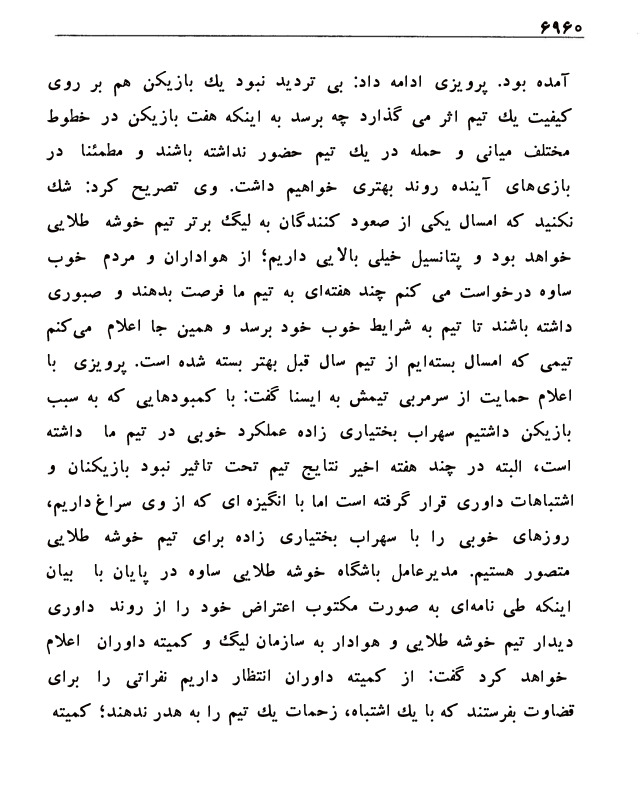 ۶۹۶۰
آمده بود. پرویزی ادامه داد: بی تردید نبود یك بازیکن هم بر روی
کیفیت یك تیم اثر می گذارد چه برسد به اینکه هفت بازیکن در خطوط
مختلف میانی و حمله در یك تیم حضور نداشته باشند و مطمئنا در
بازی‌های آینده روند بهتری خواهیم داشت. وی تصریح کرد: شك
نکنید که امسال یکی از صعود کنندگان به لیگ برتر تیم خوشه طلایی
خواهد بود و پتانسیل خیلی بالایی داریم؛ از هواداران و مردم خوب
ساوه درخواست می کنم چند هفته‌ای به تیم ما فرصت بدهند و صبوری
داشته باشند تا تیم به شرایط خوب خود برسد و همین جا اعلام می‌کنم
تیمی که امسال بسته‌ایم از تیم سال قبل بهتر بسته شده است. پرویزی با
اعلام حمایت از سرمربی تیمش به ایسنا گفت: با کمبودهایی که به سبب
بازیکن داشتیم سهراب بختیاری زاده عملکرد خوبی در تیم ما داشته
است، البته در چند هفته اخیر نتایج تیم تحت تاثیر نبود بازیکنان و
اشتباهات داوری قرار گرفته است اما با انگیزه ای که از وی سراغ داریم،
روزهای خوبی را با سهراب بختیاری زاده برای تیم خوشه طلایی
متصور هستیم. مدیرعامل باشگاه خوشه طلایی ساوه در پایان با بیان
اینکه طی نامه‌ای به صورت مکتوب اعتراض خود را از روند داوری
دیدار تیم خوشه طلایی و هوادار به سازمان لیگ و کمیته داوران اعلام
خواهد کرد گفت: از کمیته داوران انتظار داریم نفراتی را برای
قضاوت بفرستند که با یك اشتباه، زحمات یك تیم را به هدر ندهند؛ کمیته